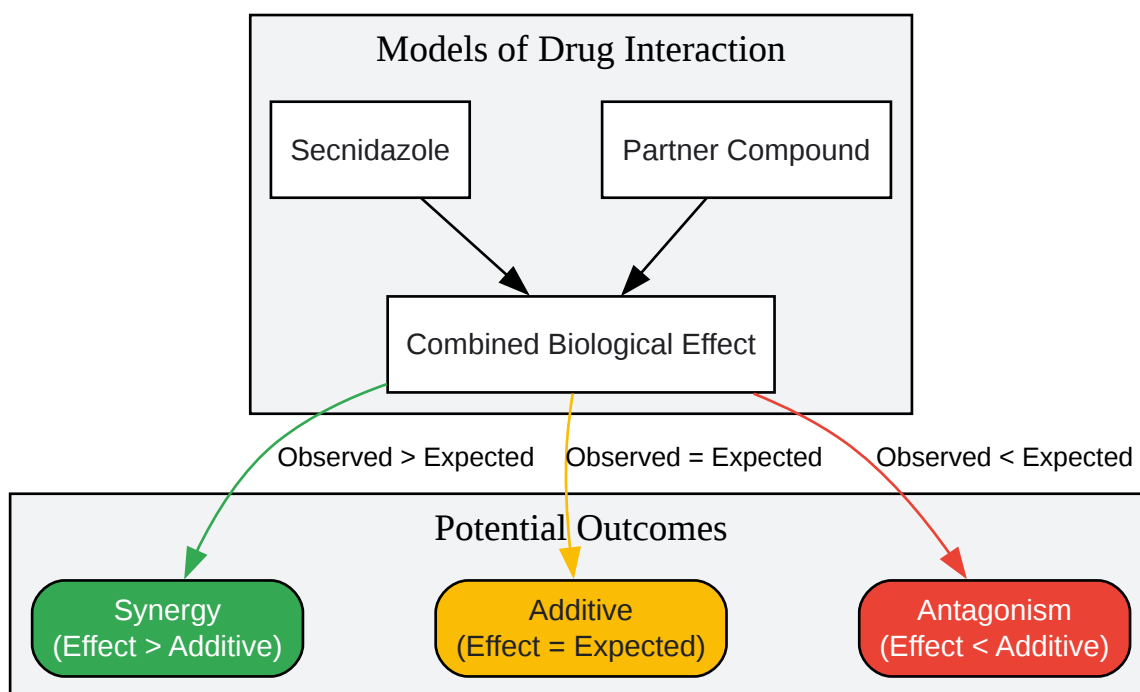 Models of Drug Interaction
Secnidazole
Partner Compound
Combined Biological Effect
Observed > Expected
Observed = Expected
Observed < Expected
Potential Outcomes
Synergy
(Effect > Additive)
Additive
(Effect = Expected)
Antagonism
(Effect < Additive)